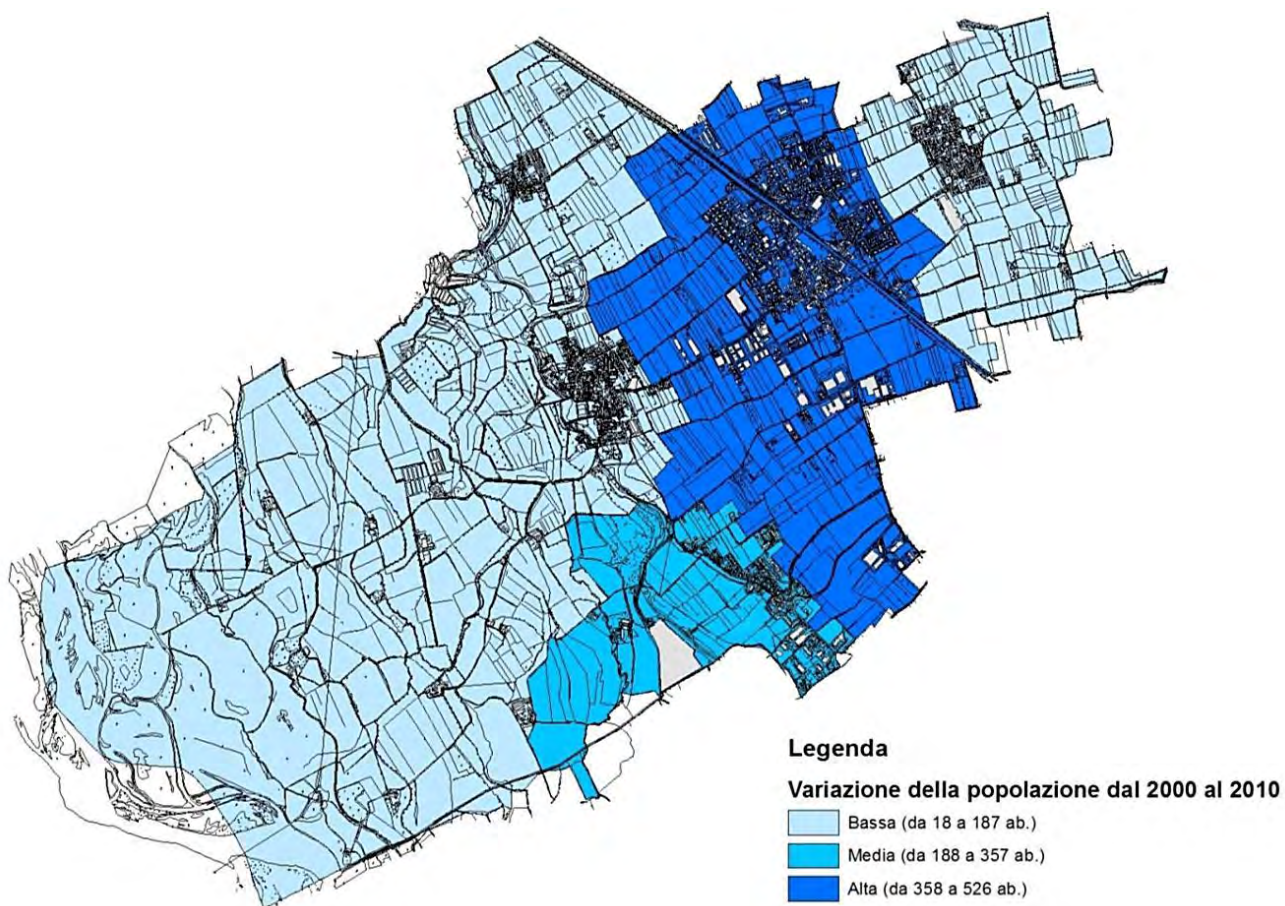 Legenda
Variazione della popolazione dal 2000 al 2010
Bassa (da 18 a 187 ab.)
Media (da 188 a 357 ab.)
Alta (da 358 a 526 ab.)